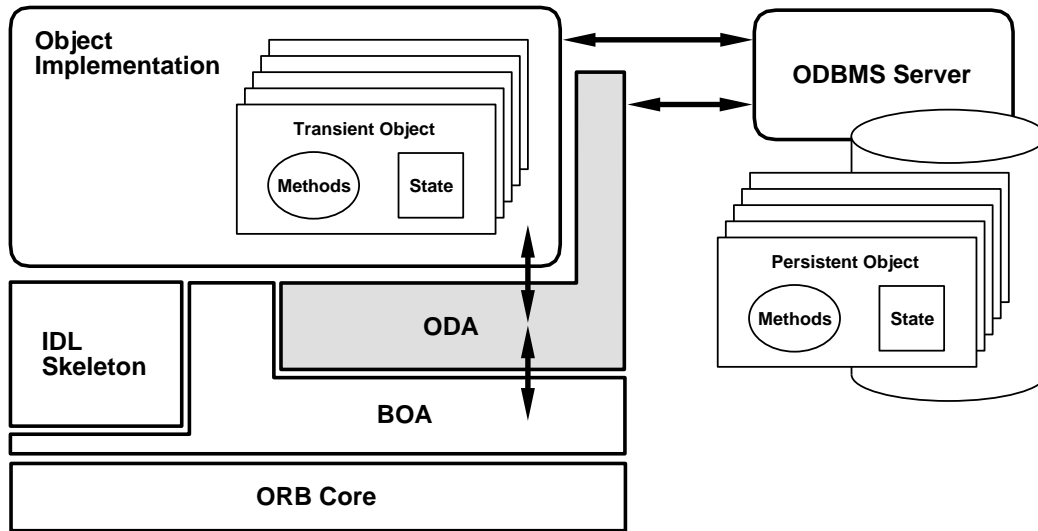 Object
Implementation
Transient Object
Methods
State
ODBMS Server
Persistent Object
Methods
State
IDL
Skeleton
ODA
BOA
ORB Core